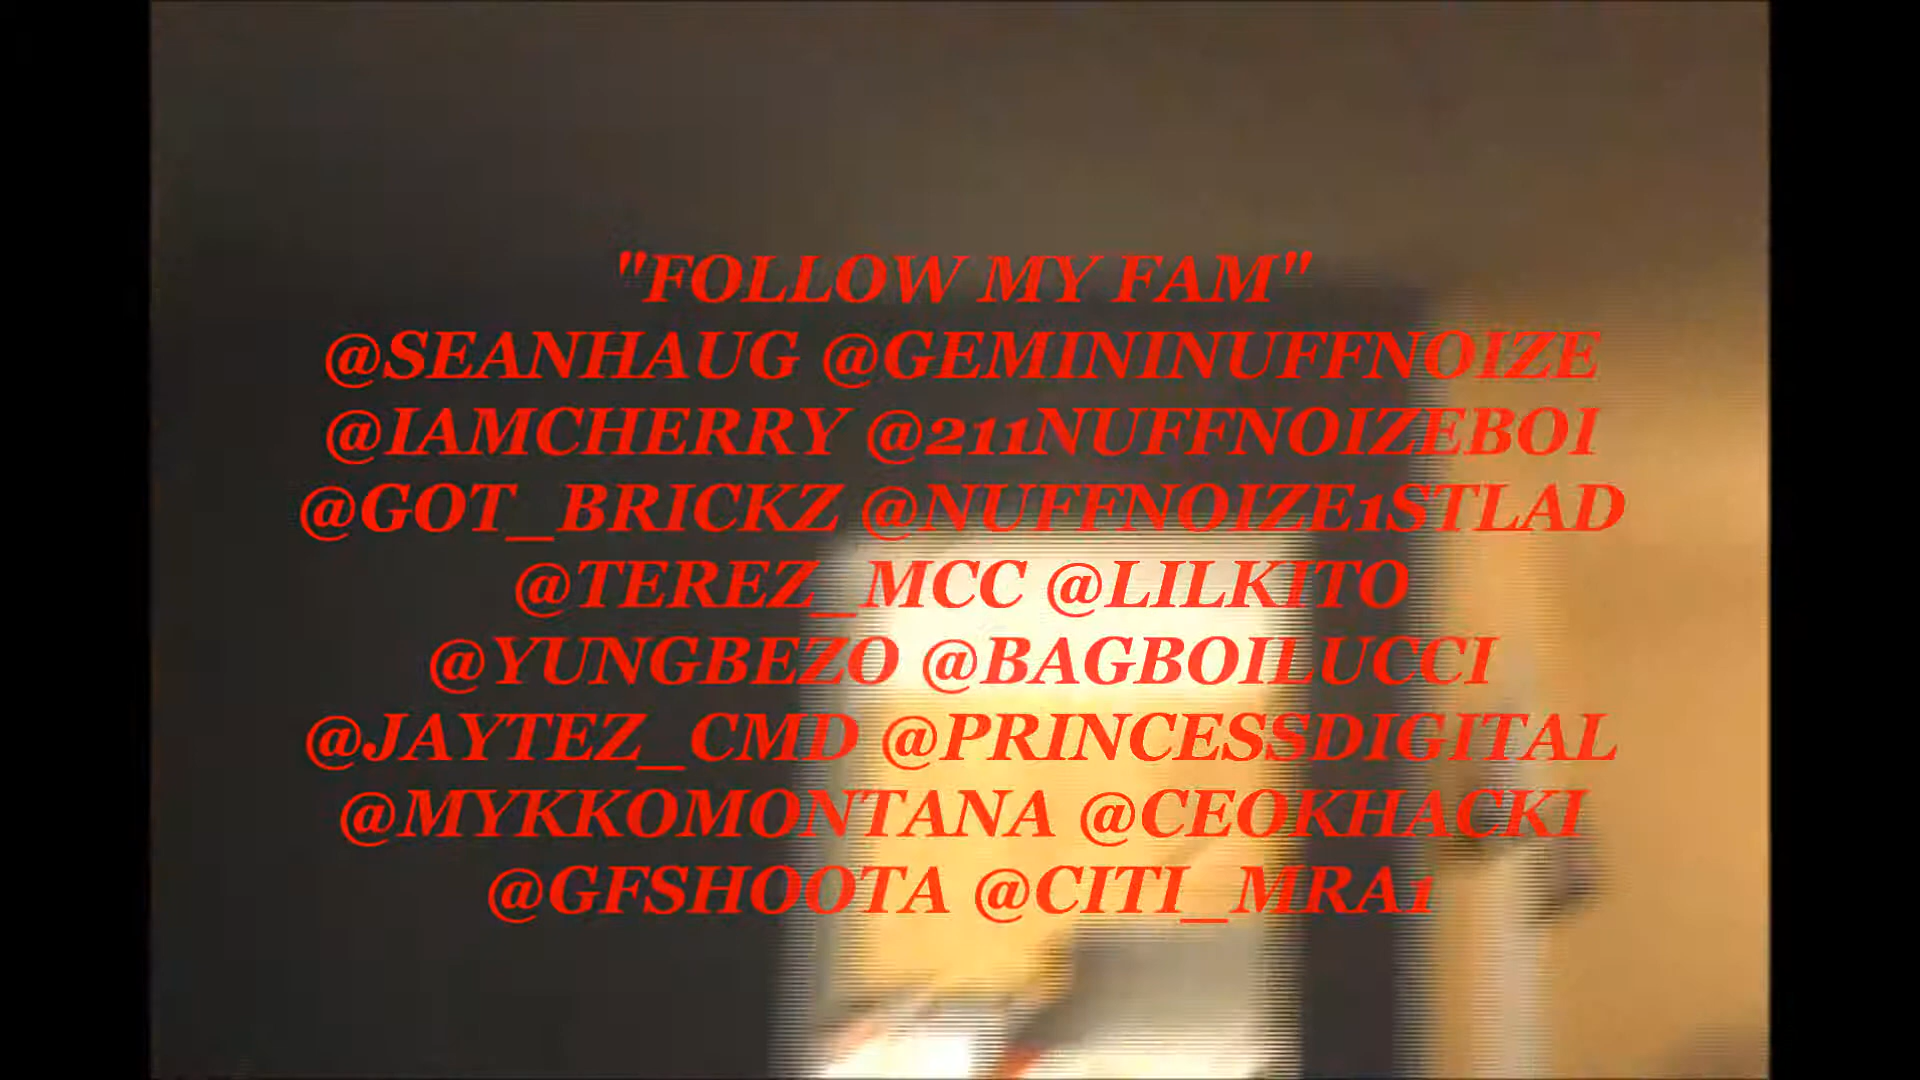 "FOLLOW MY FAM"
@SEANHAUG @GEMININUFFNOIZE
@IAMCHERRY @211NUFFNOIZEBOI
@GOT_BRICKZ @NUFFNOIZE1STLAD
@TEREZ_MCC @LILKITO
@YUNGBEZO @BAGBOILUCCI
@JAYTEZ_CMD @PRINCESSDIGITAL
@MYKKOMONTANA @CEOKHACKI
@GFSHOOTA @CITI_MRA1